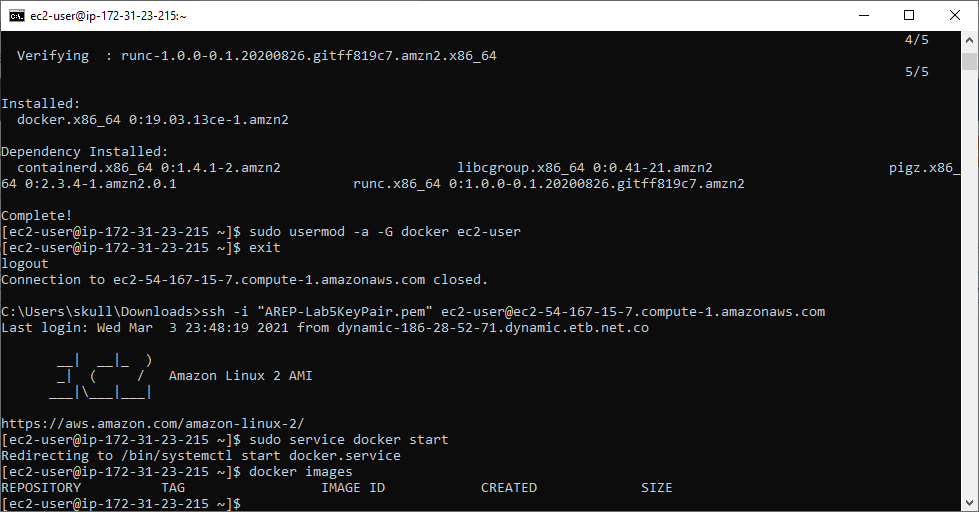 ec2-user@ip-172-31-23-215:~
4/5
  Verifying  : runc-1.0.0-0.1.20200826.gitff819c7.amzn2.x86_64
5/5
Installed:
  docker.x86_64 0:19.03.13ce-1.amzn2
Dependency Installed:
  containerd.x86_64 0:1.4.1-2.amzn2                      libcgroup.x86_64 0:0.41-21.amzn2                      pigz.x86_
64 0:2.3.4-1.amzn2.0.1                      runc.x86_64 0:1.0.0-0.1.20200826.gitff819c7.amzn2
Complete!
[ec2-user@ip-172-31-23-215 ~]$ sudo usermod -a -G docker ec2-user
[ec2-user@ip-172-31-23-215 ~]$ exit
logout
Connection to ec2-54-167-15-7.compute-1.amazonaws.com closed.
C:\Users\skull\Downloads>ssh -i "AREP-Lab5KeyPair.pem" ec2-user@ec2-54-167-15-7.compute-1.amazonaws.com
Last login: Wed Mar  3 23:48:19 2021 from dynamic-186-28-52-71.dynamic.etb.net.co
       __|  __|_  )
       _|  (     /   Amazon Linux 2 AMI
      ___|\___|___|
https://aws.amazon.com/amazon-linux-2/
[ec2-user@ip-172-31-23-215 ~]$ sudo service docker start
Redirecting to /bin/systemctl start docker.service
[ec2-user@ip-172-31-23-215 ~]$ docker images
REPOSITORY          TAG                 IMAGE ID            CREATED             SIZE
[ec2-user@ip-172-31-23-215 ~]$